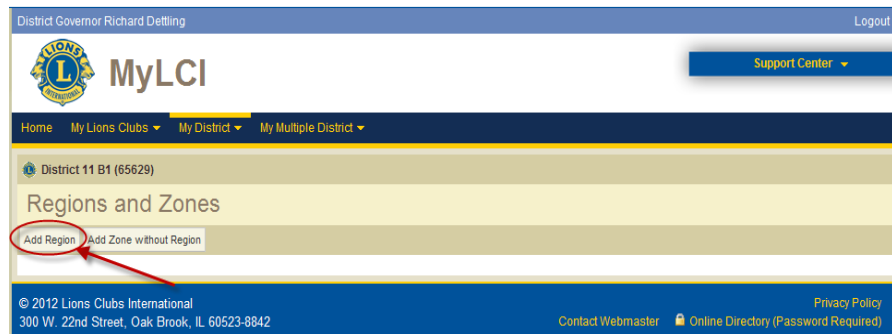 District Governor Richard Dettling Logout
LIONS
L
INTERNATIONAL
MyLCI
Support Center
Home My Lions Clubs My District My Multiple District
District 11 B1 (65629)
Regions and Zones
Add Region Add Zone without Region
© 2012 Lions Clubs International Privacy Policy
300 W. 22nd Street, Oak Brook, IL 60523-8842 Contact Webmaster Online Directory (Password Required)